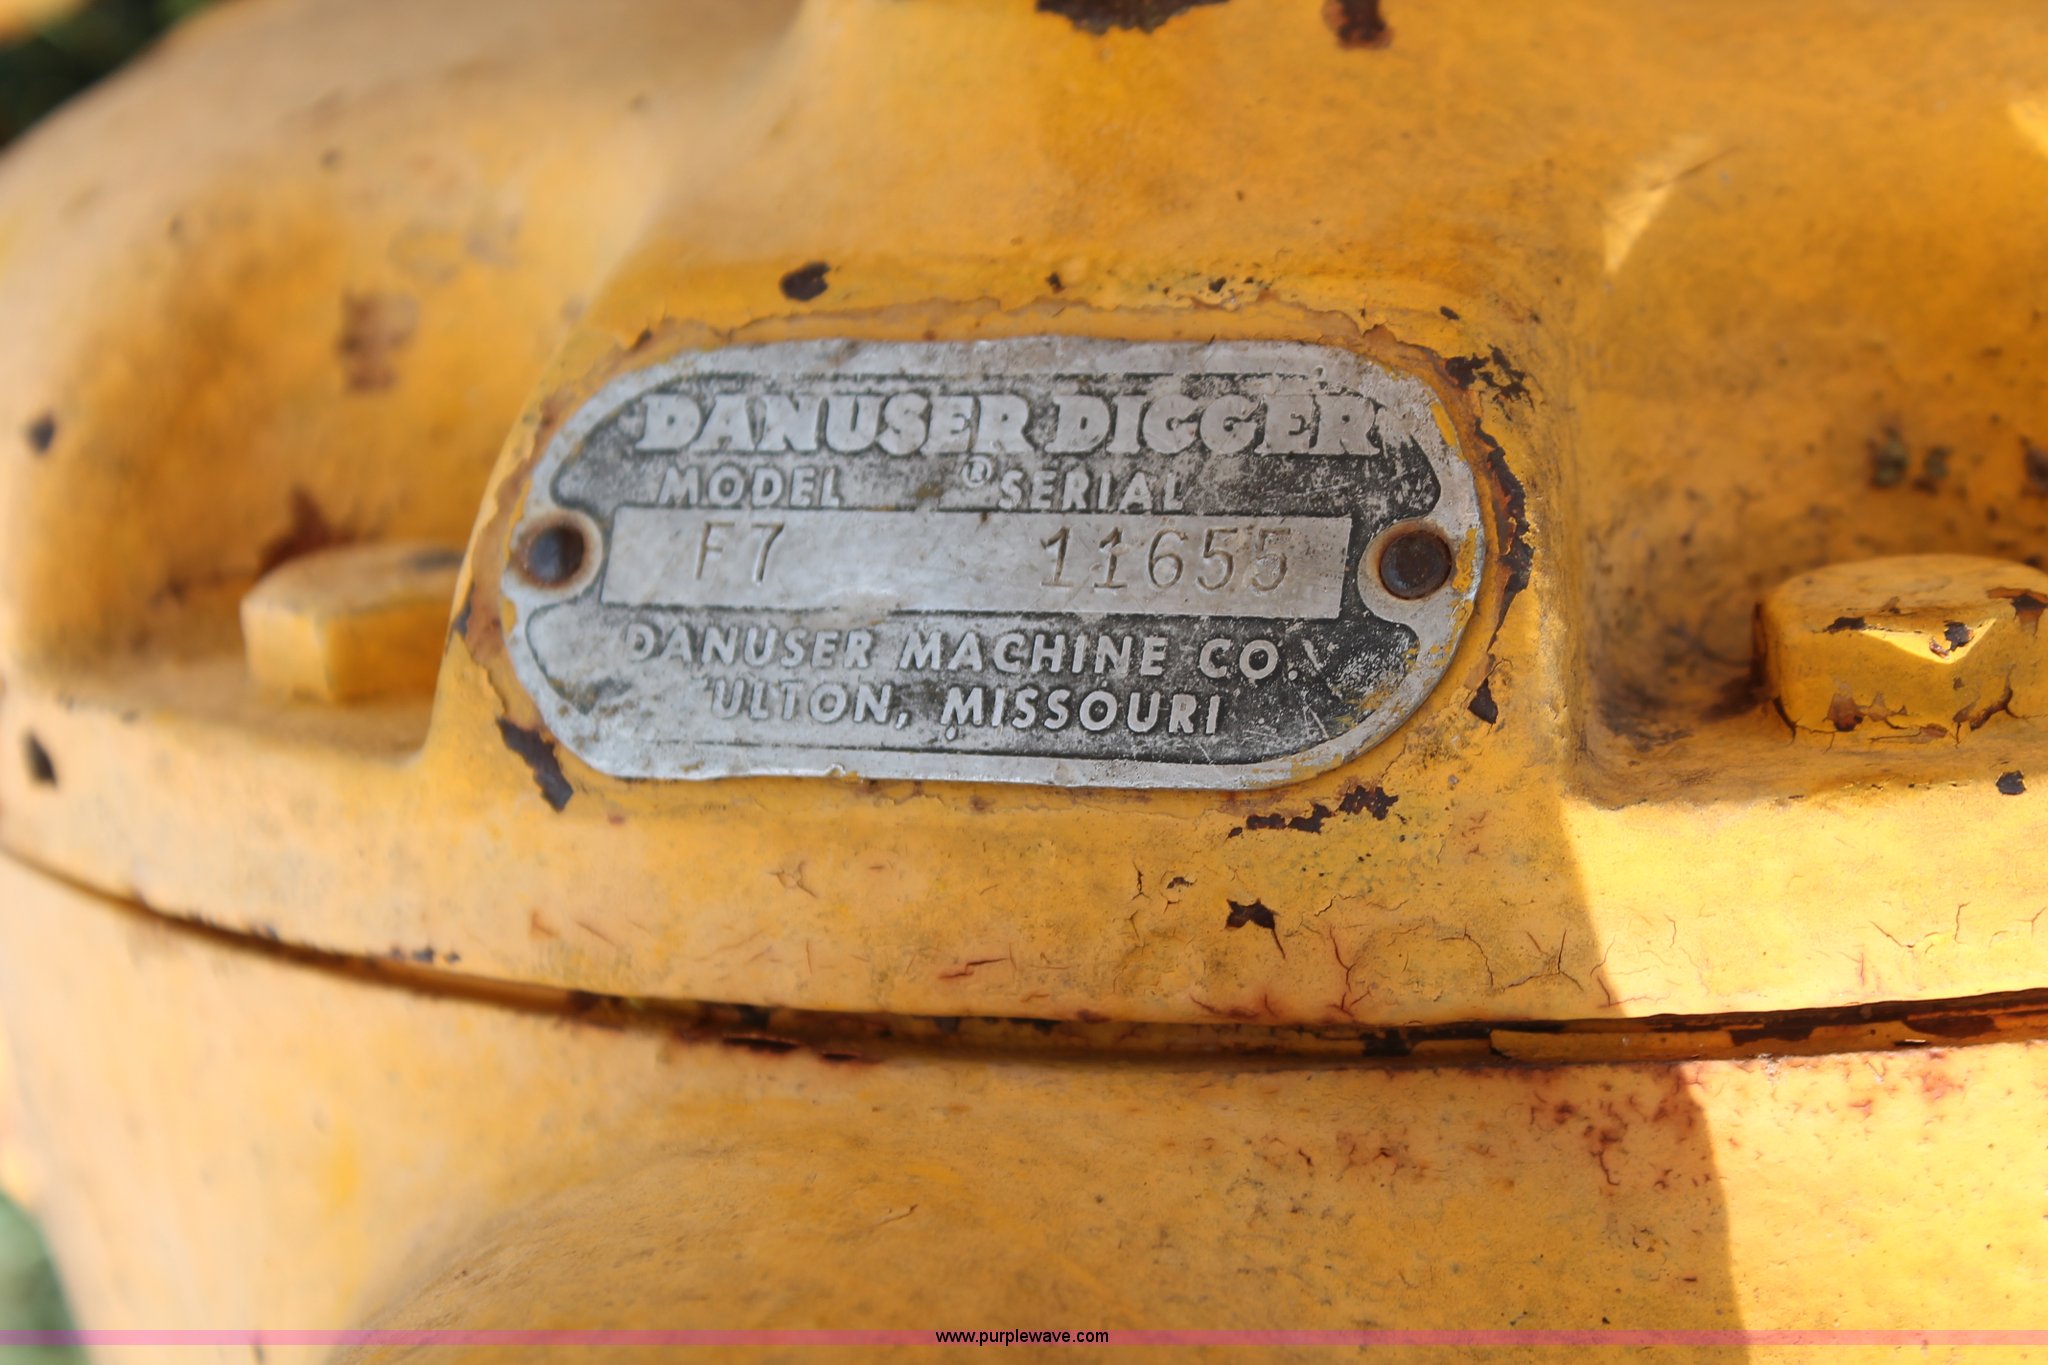 DANUSER DIGGER
MODEL ® SERIAL
F7 11655
DANUSER MACHINE CO.
ULTON, MISSOURI
www.purplewave.com